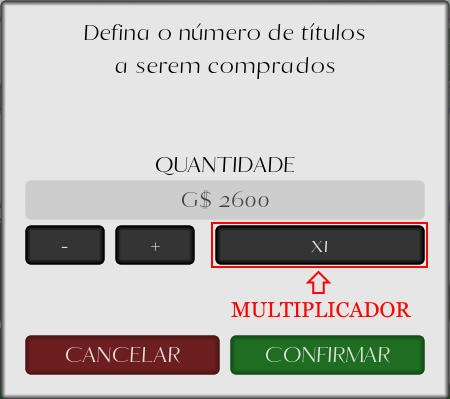 Defina o número de títulos
a serem comprados
QUANTIDADE
G$ 2600
- + X1
MULTIPLICADOR
CANCELAR CONFIRMAR